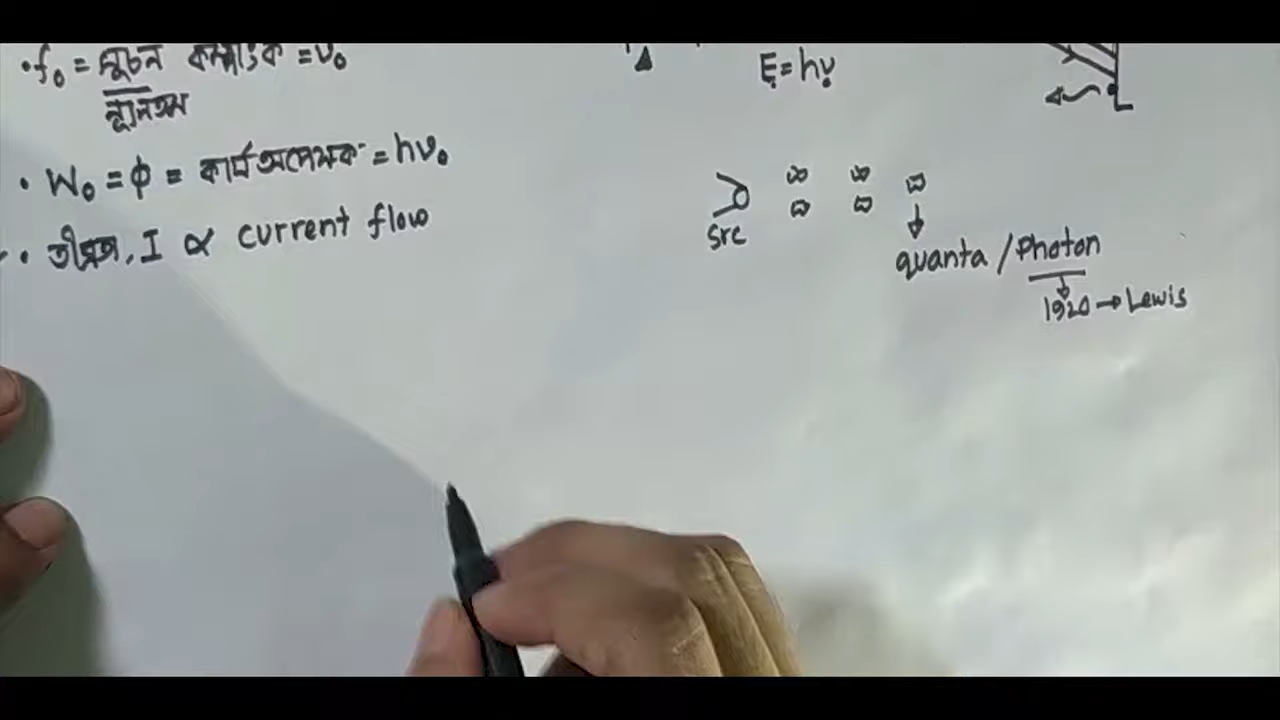 • f₀ = সূচন কম্পাংক = ν₀
ন্যূনতম
• W₀ = φ = কার্যঅপেক্ষক = hν₀
• তীব্রতা, I ∝ current flow
E = hν
src
quanta / Photon
1920 → Lewis